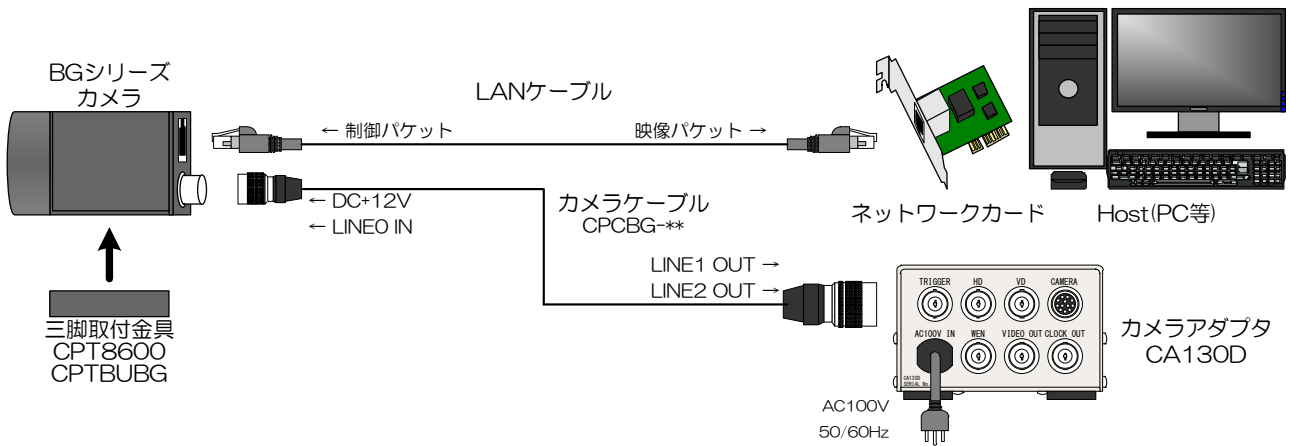 BGシリーズ
カメラ
LANケーブル
← 制御パケット
映像パケット →
← DC+12V
← LINE0 IN
カメラケーブル
CPCBG-**
LINE1 OUT →
LINE2 OUT →
ネットワークカード
Host(PC等)
三脚取付金具
CPT8600
CPTBUBG
TRIGGER
HD
VD
CAMERA
AC100V IN
WEN
VIDEO OUT
CLOCK OUT
CA130D
SERIAL No.
カメラアダプタ
CA130D
AC100V
50/60Hz